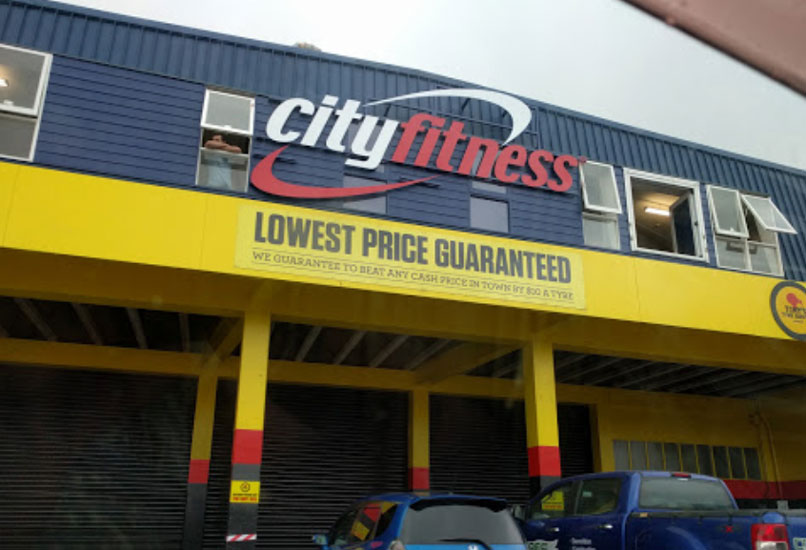 cityfitness
LOWEST PRICE GUARANTEED
WE GUARANTEE TO BEAT ANY CASH PRICE IN TOWN BY $10 A TYRE